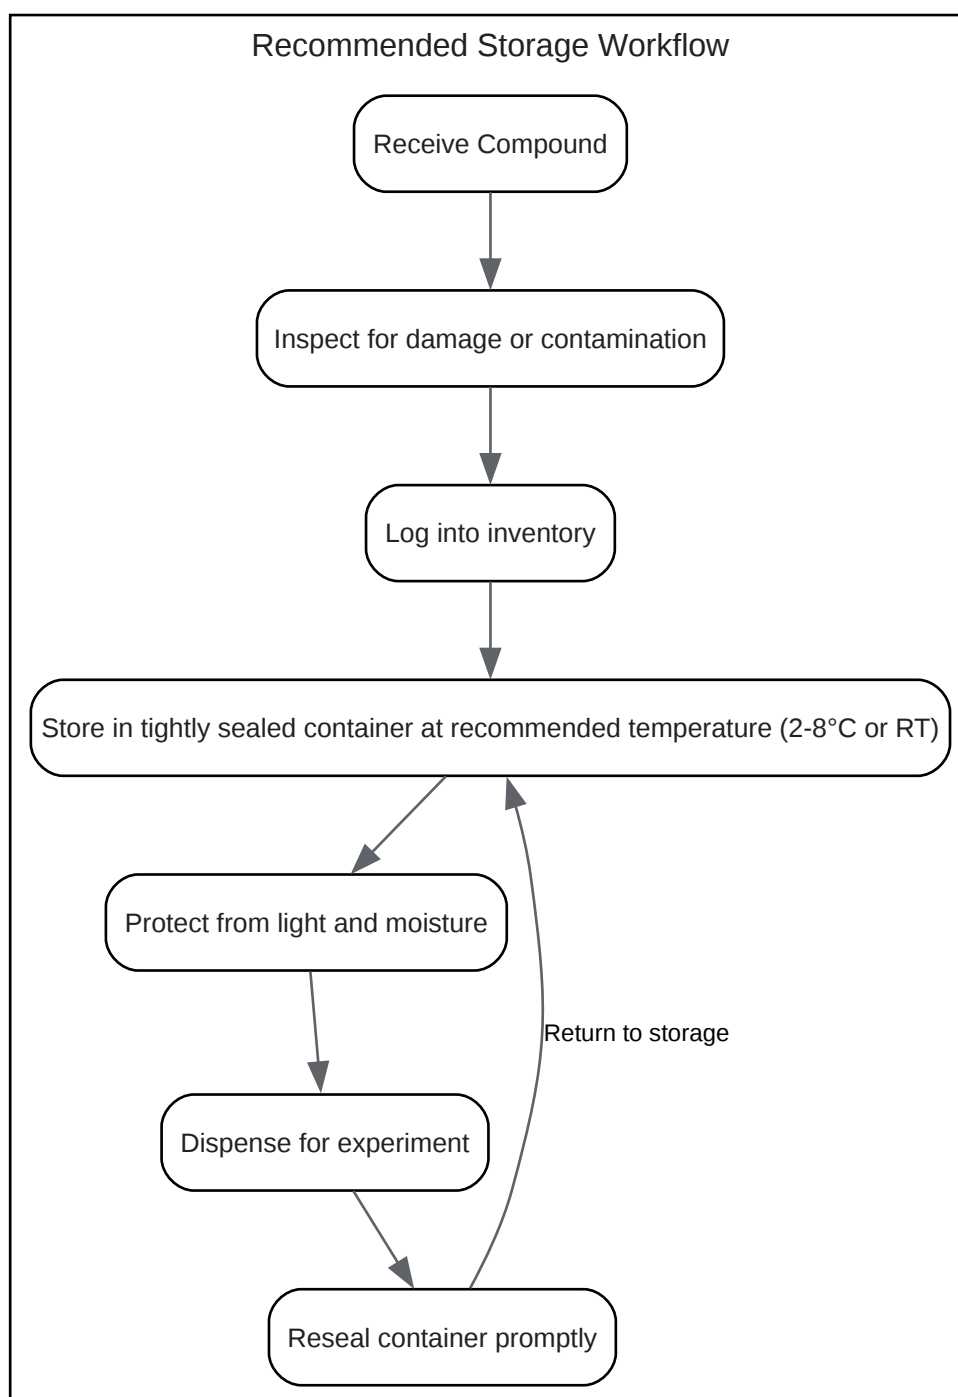 Recommended Storage Workflow
Receive Compound
Inspect for damage or contamination
Log into inventory
Store in tightly sealed container at recommended temperature (2-8°C or RT)
Protect from light and moisture
Return to storage
Dispense for experiment
Reseal container promptly